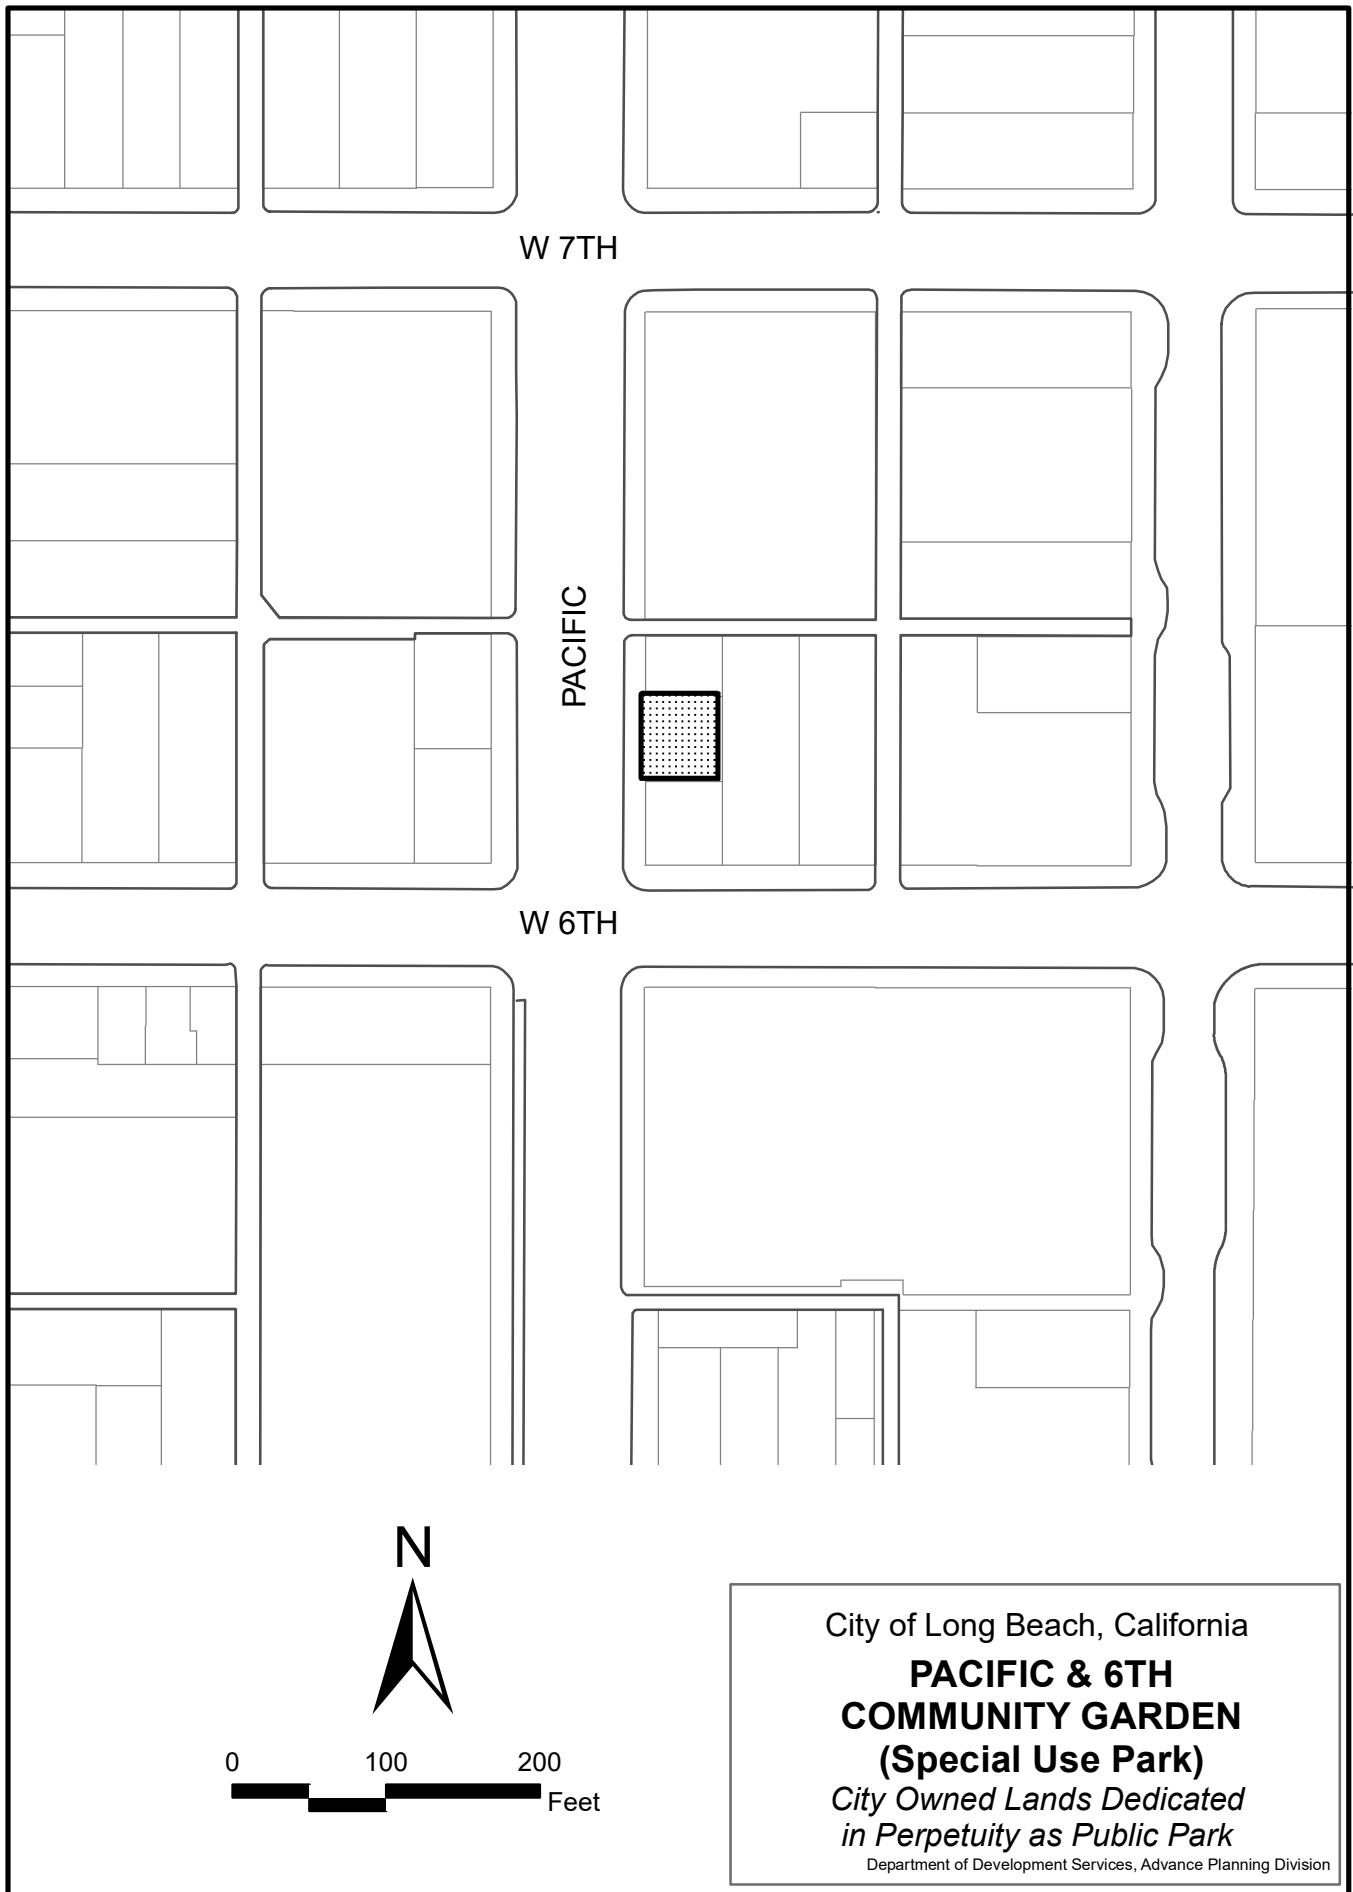 W 7TH
PACIFIC
W 6TH
N
0 100 200
Feet
City of Long Beach, California
PACIFIC & 6TH
COMMUNITY GARDEN
(Special Use Park)
City Owned Lands Dedicated
in Perpetuity as Public Park
Department of Development Services, Advance Planning Division